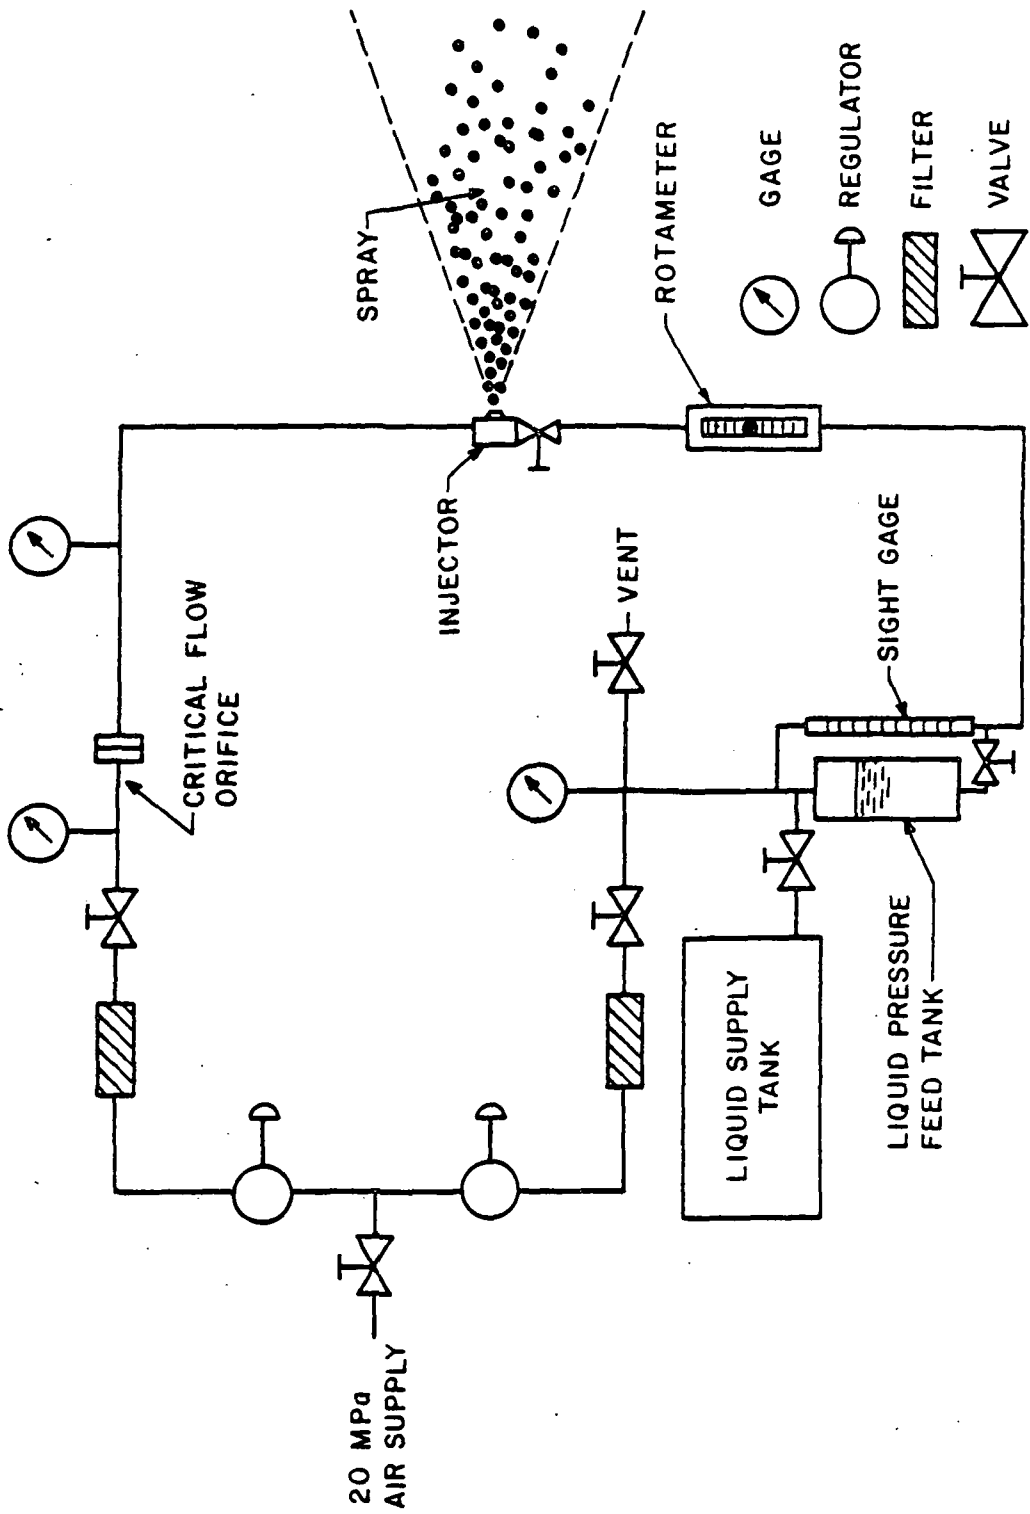 SPRAY
ROTAMETER
GAGE
REGULATOR
FILTER
VALVE
INJECTOR
CRITICAL FLOW
ORIFICE
VENT
SIGHT GAGE
LIQUID SUPPLY
TANK
LIQUID PRESSURE
FEED TANK
20 MPa
AIR SUPPLY